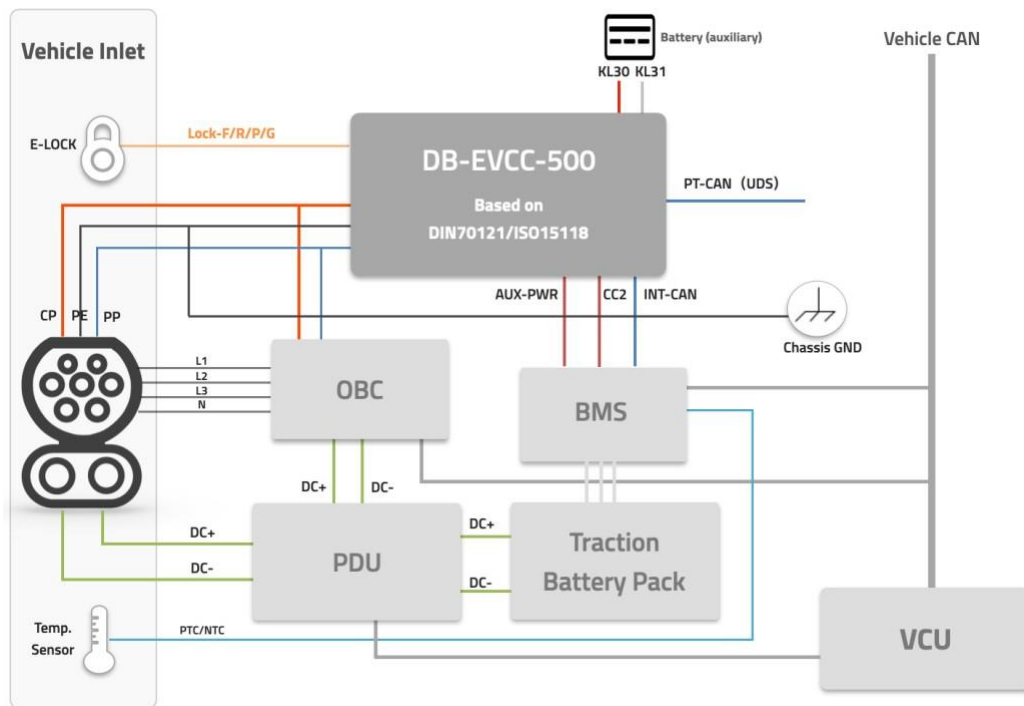 Vehicle Inlet
Battery (auxiliary)
Vehicle CAN
KL30 KL31
E-LOCK
Lock-F/R/P/G
DB-EVCC-500
Based on
DIN70121/ISO15118
PT-CAN（UDS）
AUX-PWR
CC2
INT-CAN
CP
PE
PP
Chassis GND
L1
L2
L3
N
OBC
BMS
DC+
DC-
DC+
DC-
PDU
DC+
DC-
Traction
Battery Pack
Temp.
Sensor
PTC/NTC
VCU